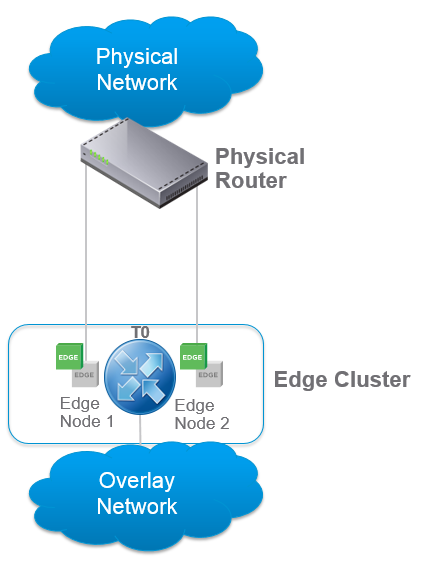 Physical
Network
Physical
Router
T0
EDGE
EDGE
EDGE
EDGE
Edge
Node 1
Edge
Node 2
Edge Cluster
Overlay
Network